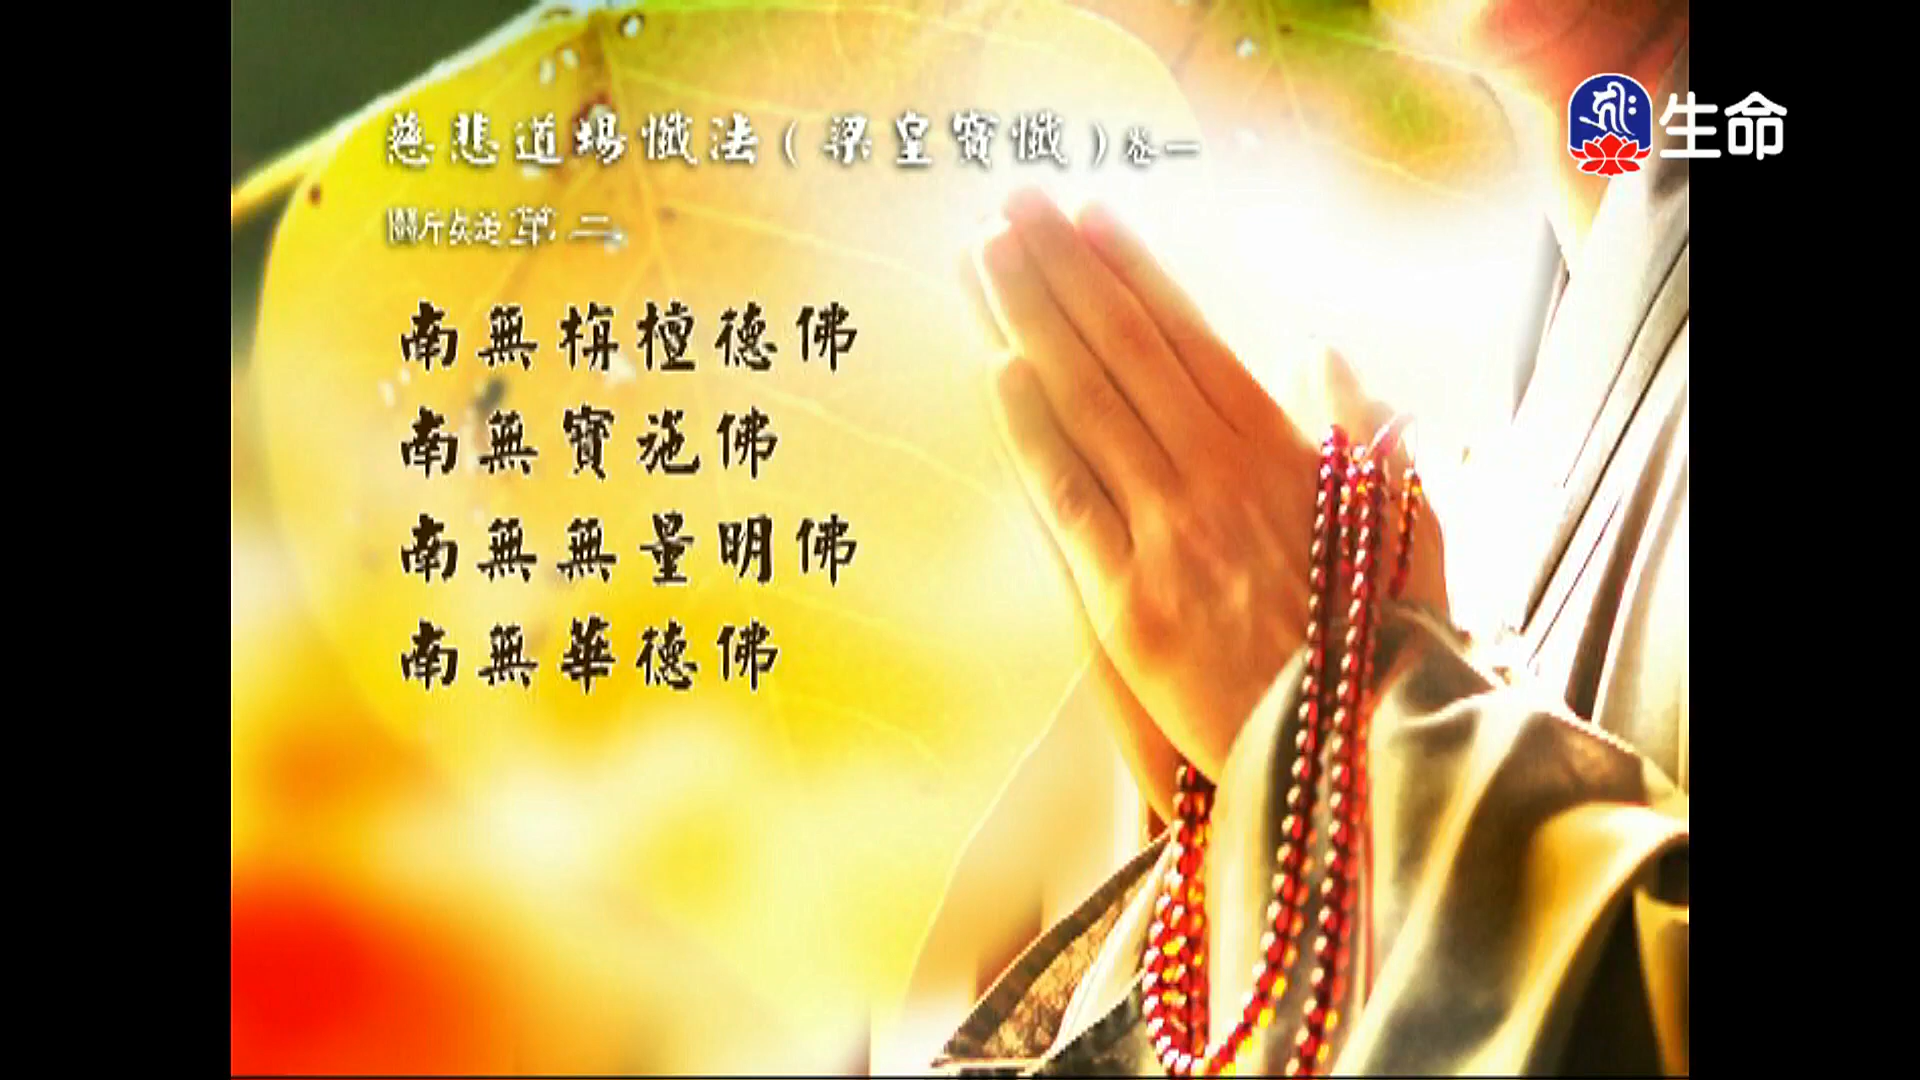 慈悲道場懺法(梁皇寶懺)卷一
斷疑第二
南無栴檀德佛
南無寶施佛
南無無量明佛
南無華德佛
生命